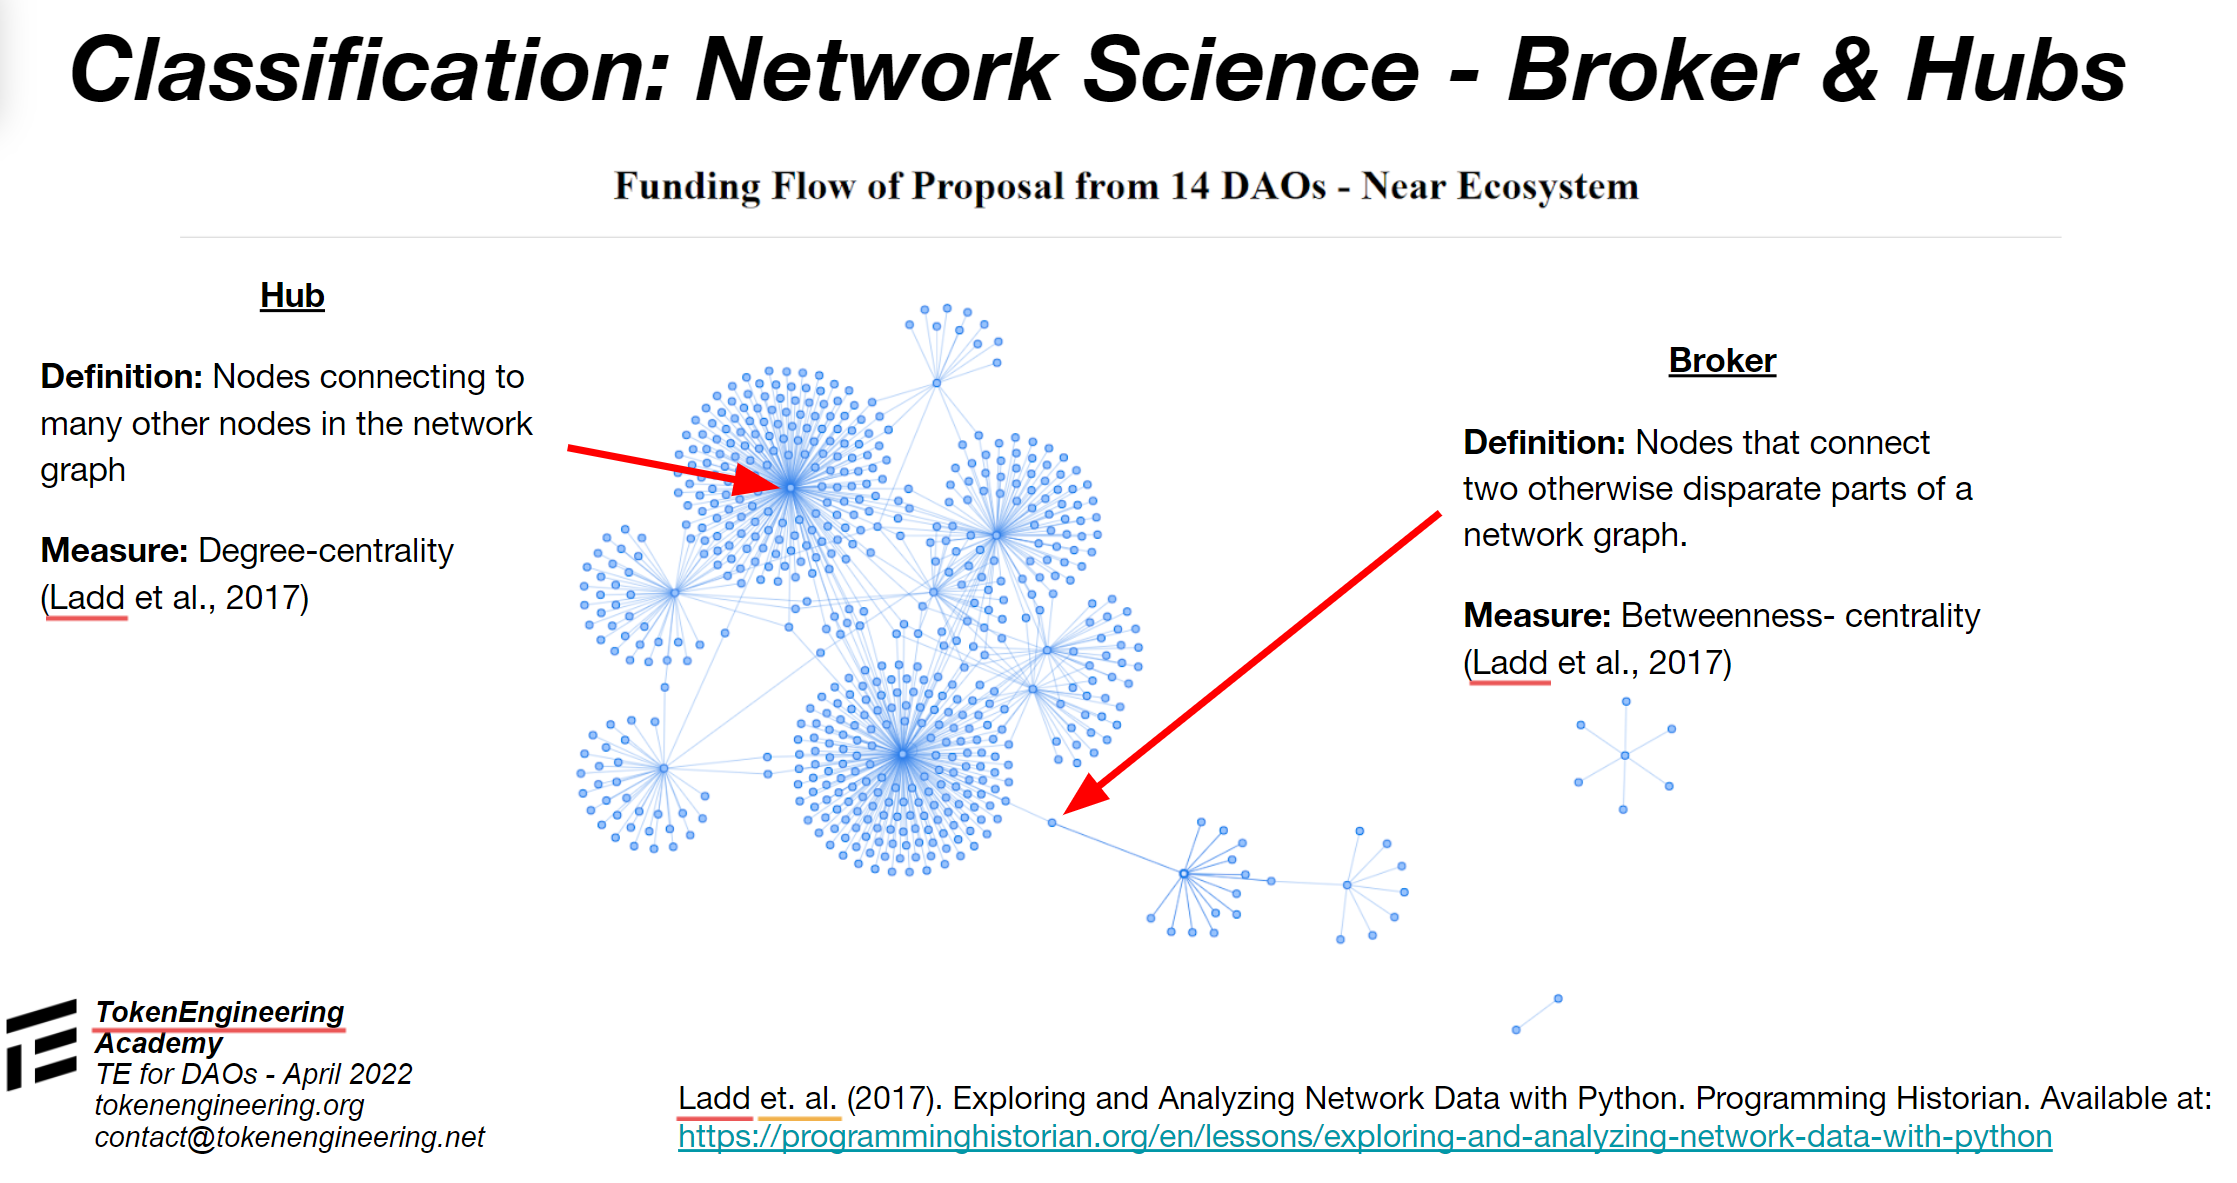 Classification: Network Science - Broker & Hubs
Funding Flow of Proposal from 14 DAOs - Near Ecosystem
Hub
Definition: Nodes connecting to
many other nodes in the network
graph
Measure: Degree-centrality
(Ladd et al., 2017)
Broker
Definition: Nodes that connect
two otherwise disparate parts of a
network graph.
Measure: Betweenness- centrality
(Ladd et al., 2017)
TokenEngineering
Academy
TE for DAOs - April 2022
tokenengineering.org
contact@tokenengineering.net
Ladd et. al. (2017). Exploring and Analyzing Network Data with Python. Programming Historian. Available at:
https://programminghistorian.org/en/lessons/exploring-and-analyzing-network-data-with-python